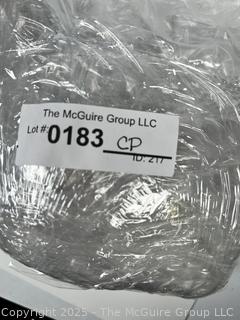 The McGuire Group LLC
Lot #: 0183 CP
ID: 217
Copyright 2025 - The McGuire Group LLC